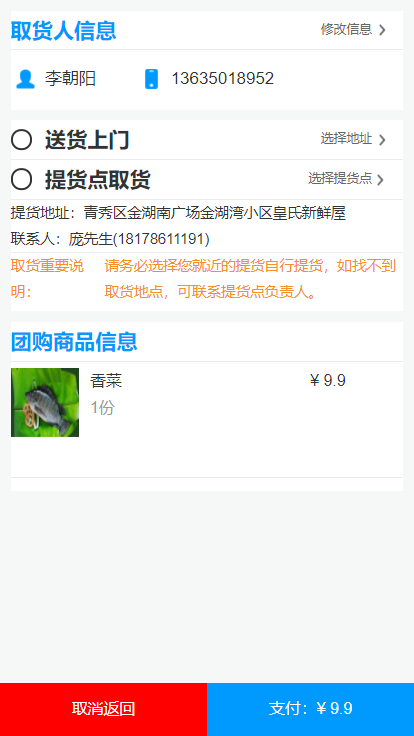 取货人信息
修改信息
李朝阳 13635018952
送货上门
选择地址
提货点取货
选择提货点
提货地址：青秀区金湖南广场金湖湾小区皇氏新鲜屋
联系人：庞先生(18178611191)
取货重要说明：
请务必选择您就近的提货自行提货，如找不到
取货地点，可联系提货点负责人。
团购商品信息
香菜 ￥9.9
1份
取消返回
支付：￥9.9